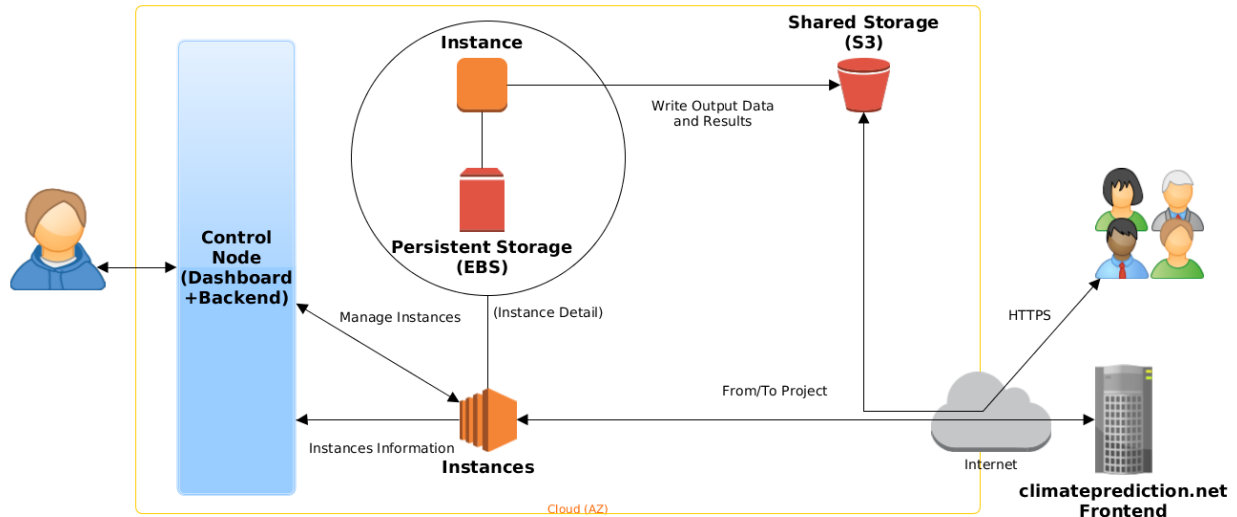 Instance
Shared Storage
(S3)
Write Output Data
and Results
Persistent Storage
(EBS)
Control
Node
(Dashboard
+Backend)
Manage Instances
(Instance Detail)
HTTPS
From/To Project
Instances Information
Instances
Internet
climateprediction.net
Frontend
Cloud (AZ)